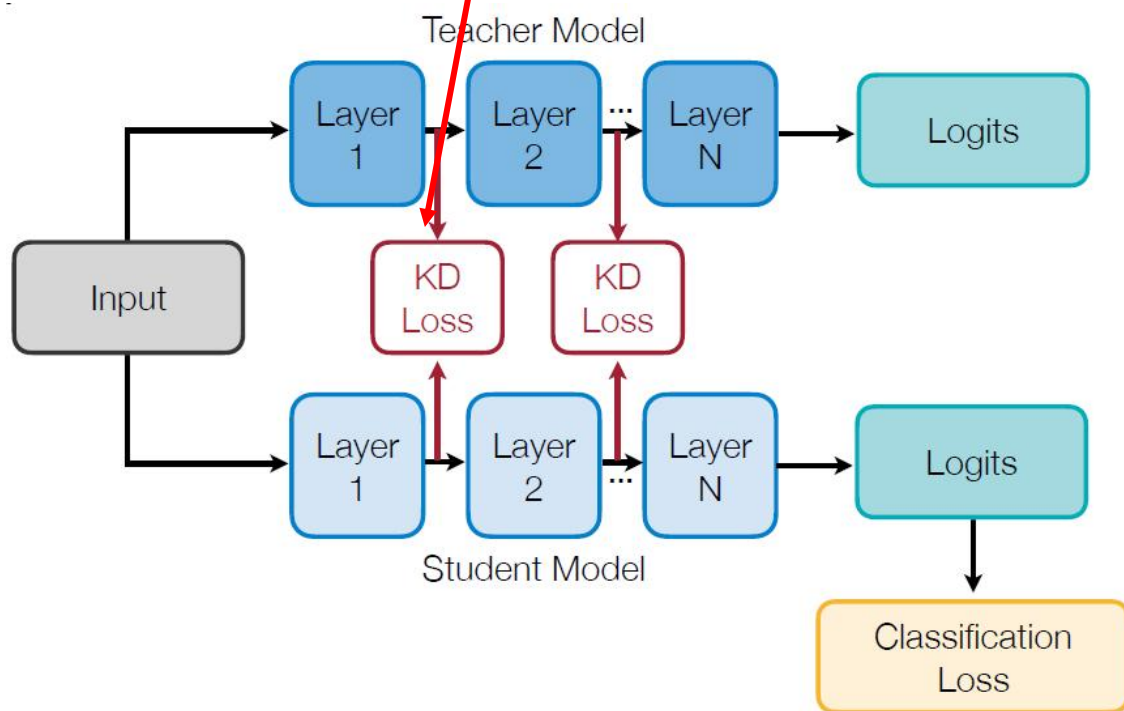 Teacher Model
Layer
1
Layer
2
...
Layer
N
Logits
Input
KD
Loss
KD
Loss
Layer
1
Layer
2
...
Layer
N
Logits
Student Model
Classification
Loss